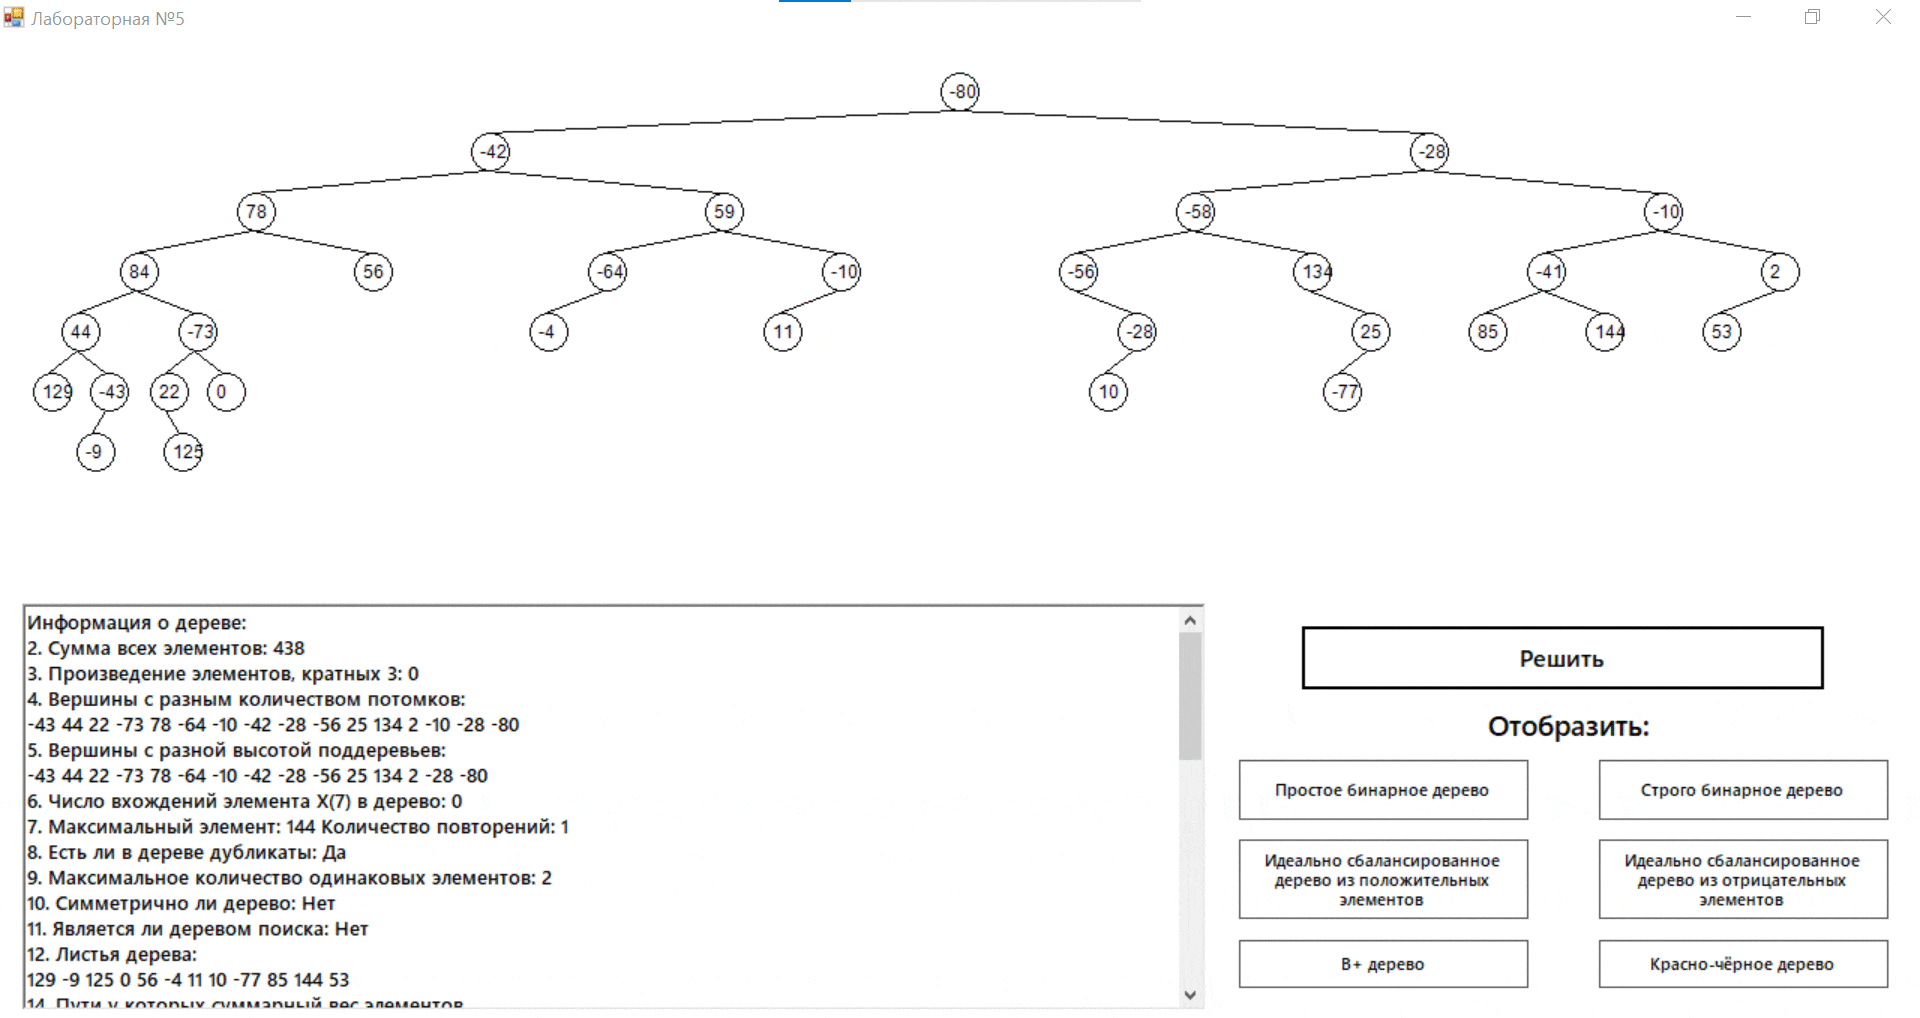 Лабораторная №5
-80
-42 -28
78 59 -58 -10
84 56 -64 -10 -56 134 -41 2
44 -73 -4 11 -28 25 85 144 53
129 -43 22 0 10 -77
-9 125
Информация о дереве:
2. Сумма всех элементов: 438
3. Произведение элементов, кратных 3: 0
4. Вершины с разным количеством потомков:
-43 44 22 -73 78 -64 -10 -42 -28 -56 25 134 2 -10 -28 -80
5. Вершины с разной высотой поддеревьев:
-43 44 22 -73 78 -64 -10 -42 -28 -56 25 134 2 -28 -80
6. Число вхождений элемента X(7) в дерево: 0
7. Максимальный элемент: 144 Количество повторений: 1
8. Есть ли в дереве дубликаты: Да
9. Максимальное количество одинаковых элементов: 2
10. Симметрично ли дерево: Нет
11. Является ли деревом поиска: Нет
12. Листья дерева:
129 -9 125 0 56 -4 11 10 -77 85 144 53
14. Пути у которых суммарный вес элементов
Решить
Отобразить:
Простое бинарное дерево
Строго бинарное дерево
Идеально сбалансированное
дерево из положительных
элементов
Идеально сбалансированное
дерево из отрицательных
элементов
B+ дерево
Красно-чёрное дерево